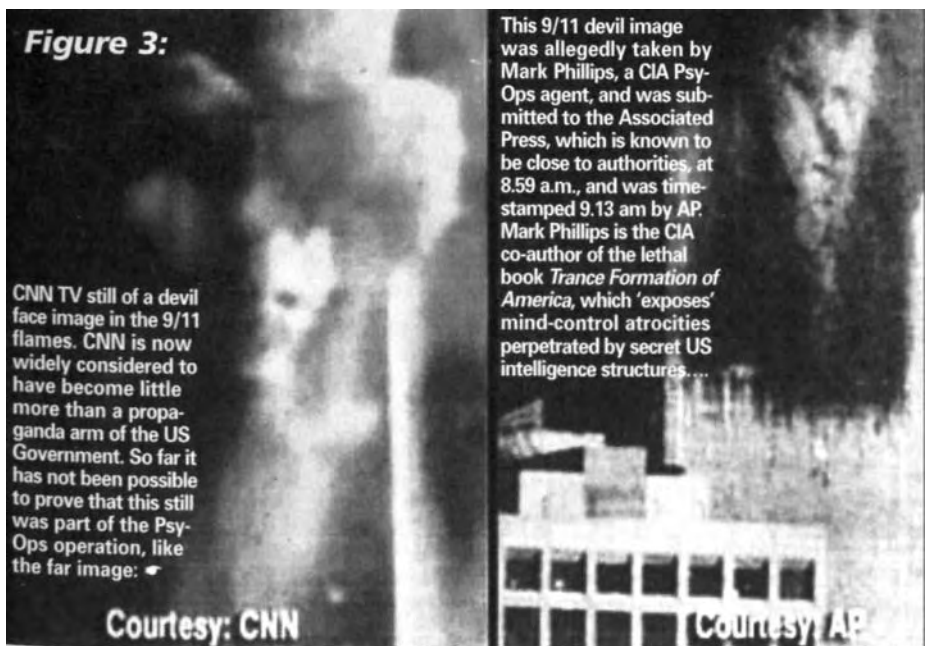 Figure 3:
CNN TV still of a devil
face image in the 9/11
flames. CNN is now
widely considered to
have become little
more than a propa-
ganda arm of the US
Government. So far it
has not been possible
to prove that this still
was part of the Psy-
Ops operation, like
the far image:
Courtesy: CNN
This 9/11 devil image
was allegedly taken by
Mark Phillips, a CIA Psy-
Ops agent, and was sub-
mitted to the Associated
Press, which is known to
be close to authorities, at
8.59 a.m., and was time-
stamped 9.13 am by AP.
Mark Phillips is the CIA
co-author of the lethal
book Trance Formation of
America, which ‘exposes’
mind-control atrocities
perpetrated by secret US
intelligence structures....
Courtesy: AP